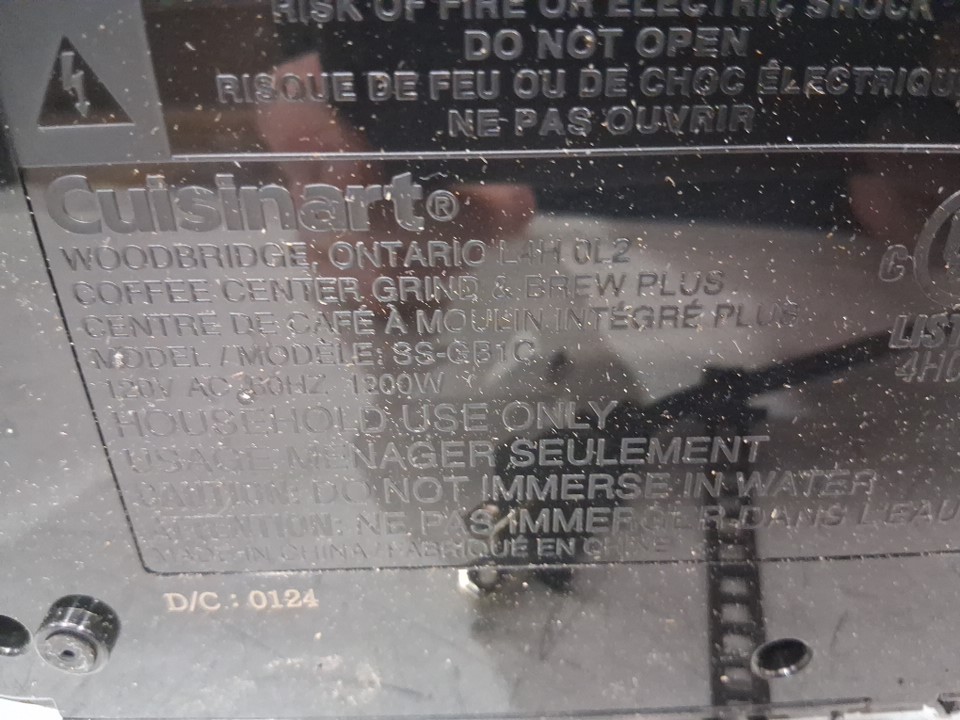 RISK OF FIRE OR ELECTRIC SHOCK
DO NOT OPEN
RISQUE DE FEU OU DE CHOC ÉLECTRIQU
NE PAS OUVRIR
Cuisinart®
WOODBRIDGE, ONTARIO L4H 0L2
COFFEE CENTER GRIND & BREW PLUS
CENTRE DE CAFÉ À MOULIN INTÉGRÉ PLUS
MODEL / MODÈLE: SS-GB1C
120V AC 60HZ
HOUSEHOLD USE ONLY
USAGE MÉNAGER SEULEMENT
CAUTION: DO NOT IMMERSE IN WATER
ATTENTION: NE PAS IMMERGER DANS L'EAU
MADE IN CHINA / FABRIQUÉ EN CHINE
D/C : 0124
C
LIST